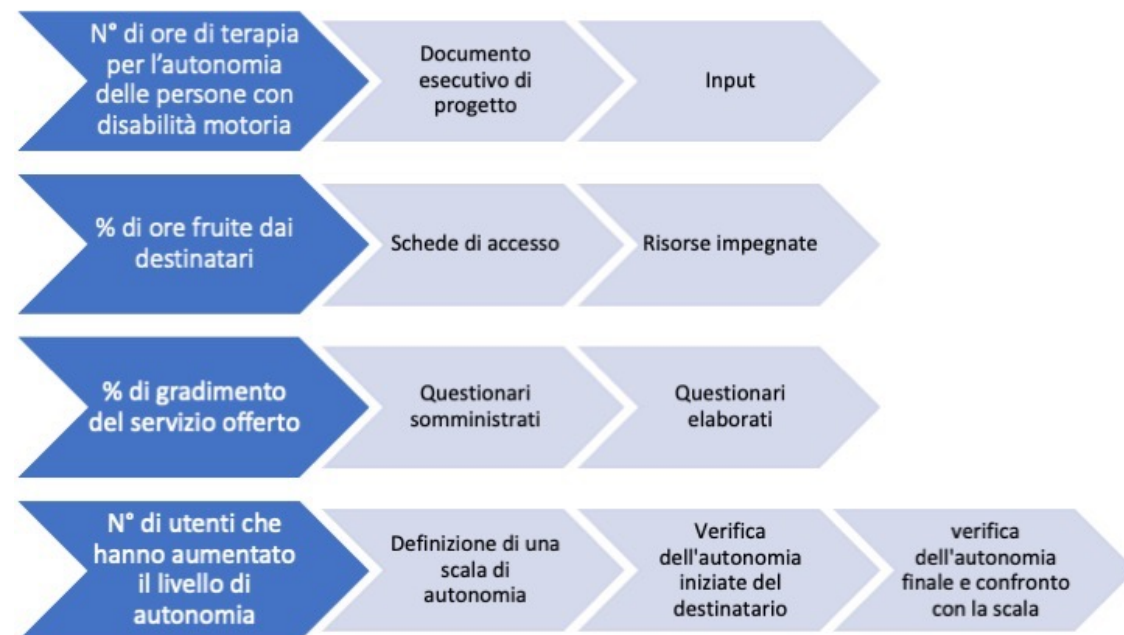 N° di ore di terapia
per l'autonomia
delle persone con
disabilità motoria
Documento
esecutivo di
progetto
Input
% di ore fruite dai
destinatari
Schede di accesso
Risorse impegnate
% di gradimento
del servizio offerto
Questionari
somministrati
Questionari
elaborati
N° di utenti che
hanno aumentato
il livello di
autonomia
Definizione di una
scala di
autonomia
Verifica
dell'autonomia
iniziate del
destinatario
verifica
dell'autonomia
finale e confronto
con la scala